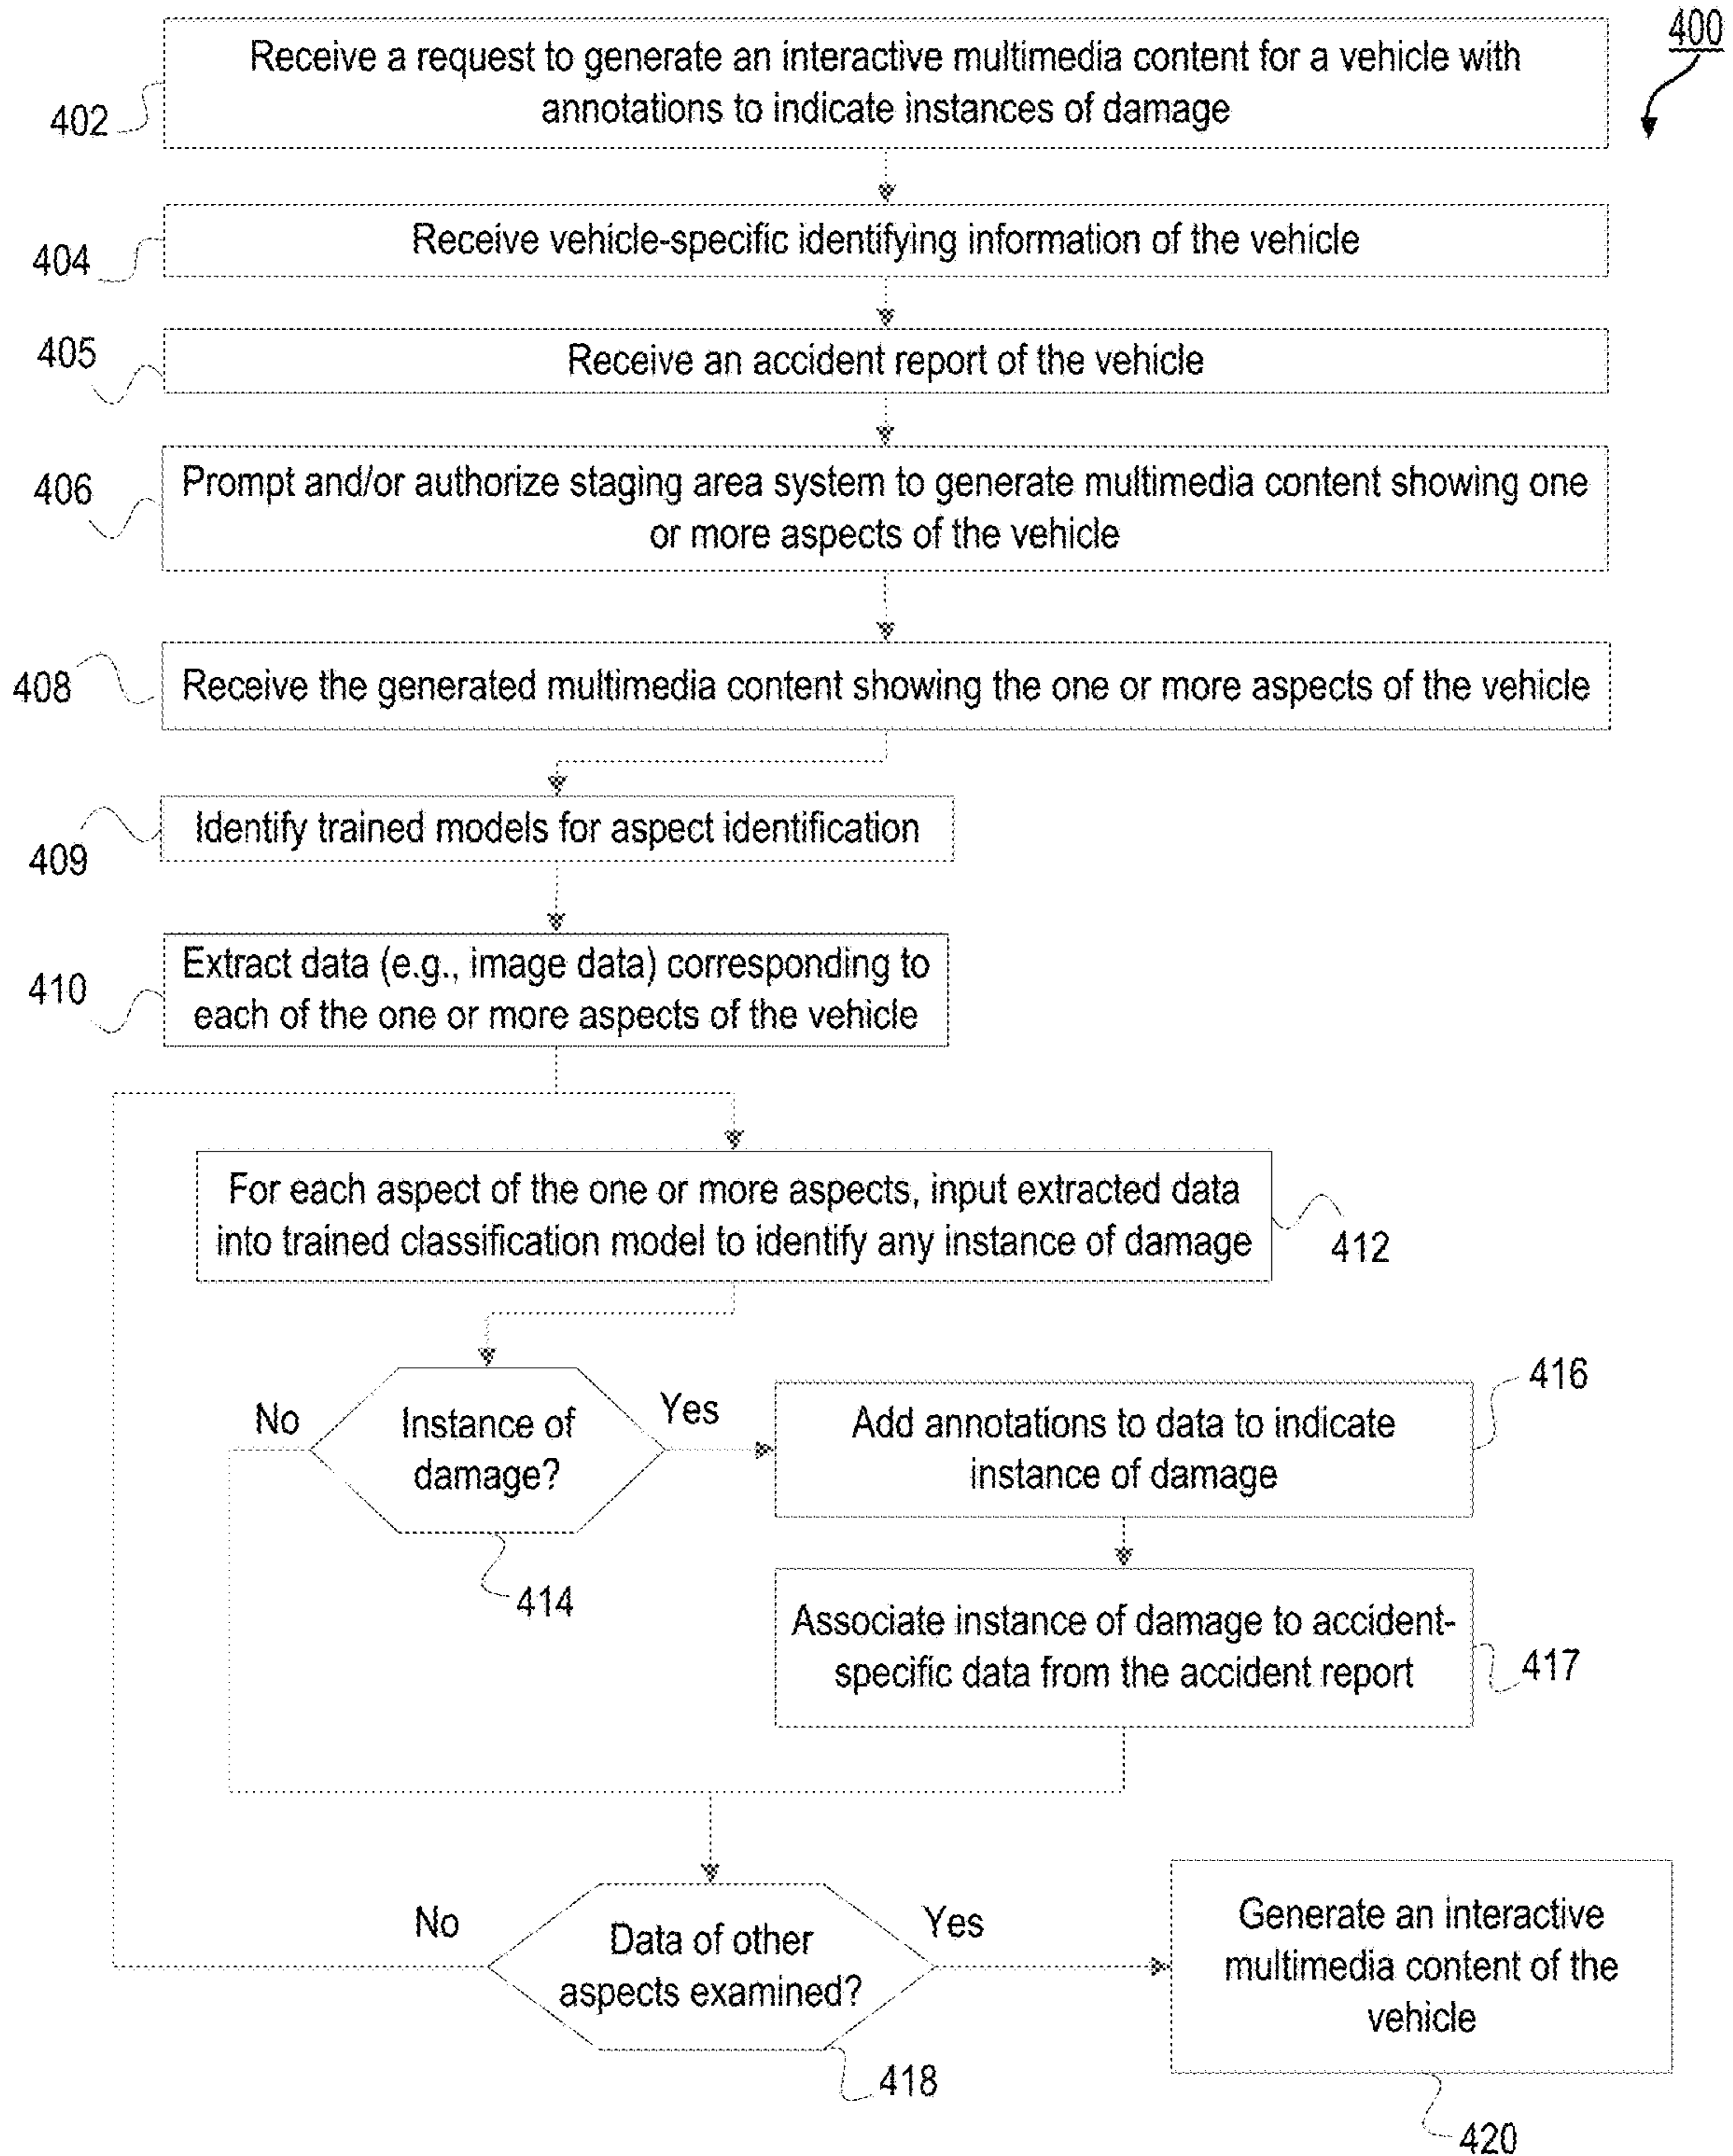 400
Receive a request to generate an interactive multimedia content for a vehicle with
annotations to indicate instances of damage
402
Receive vehicle-specific identifying information of the vehicle
404
Receive an accident report of the vehicle
405
Prompt and/or authorize staging area system to generate multimedia content showing one
or more aspects of the vehicle
406
Receive the generated multimedia content showing the one or more aspects of the vehicle
408
Identify trained models for aspect identification
409
Extract data (e.g., image data) corresponding to
each of the one or more aspects of the vehicle
410
For each aspect of the one or more aspects, input extracted data
into trained classification model to identify any instance of damage
412
No
Instance of
damage?
Yes
414
Add annotations to data to indicate
instance of damage
416
Associate instance of damage to accident-
specific data from the accident report
417
No
Data of other
aspects examined?
Yes
418
Generate an interactive
multimedia content of the
vehicle
420